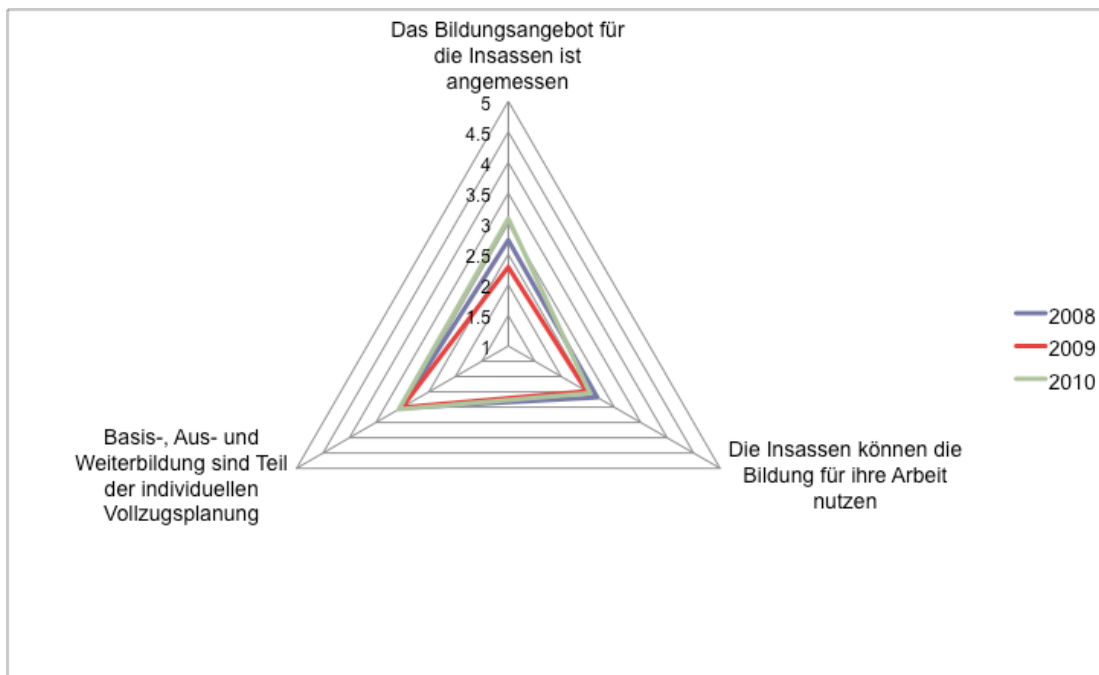 Das Bildungsangebot für
die Insassen ist
angemessen
5
4.5
4
3.5
3
2.5
2
1.5
1
2008
2009
2010
Basis-, Aus- und
Weiterbildung sind Teil
der individuellen
Vollzugsplanung
Die Insassen können die
Bildung für ihre Arbeit
nutzen